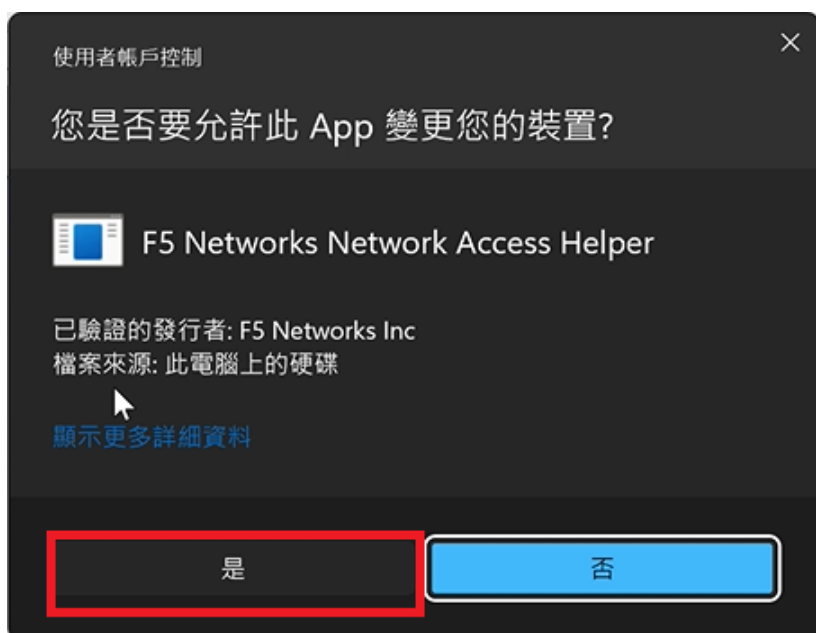 使用者帳戶控制
您是否要允許此 App 變更您的裝置?
F5 Networks Network Access Helper
已驗證的發行者: F5 Networks Inc
檔案來源: 此電腦上的硬碟
顯示更多詳細資料
是
否